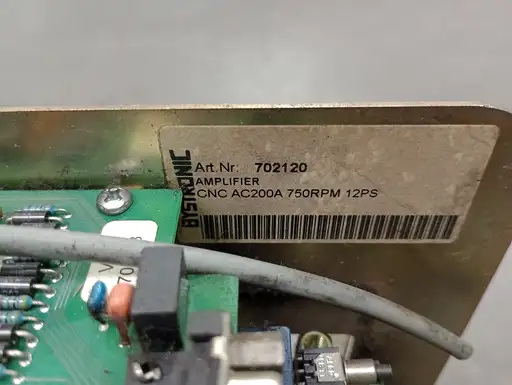 BYSTRONIC
Art.Nr: 702120
AMPLIFIER
CNC AC200A 750RPM 12PS